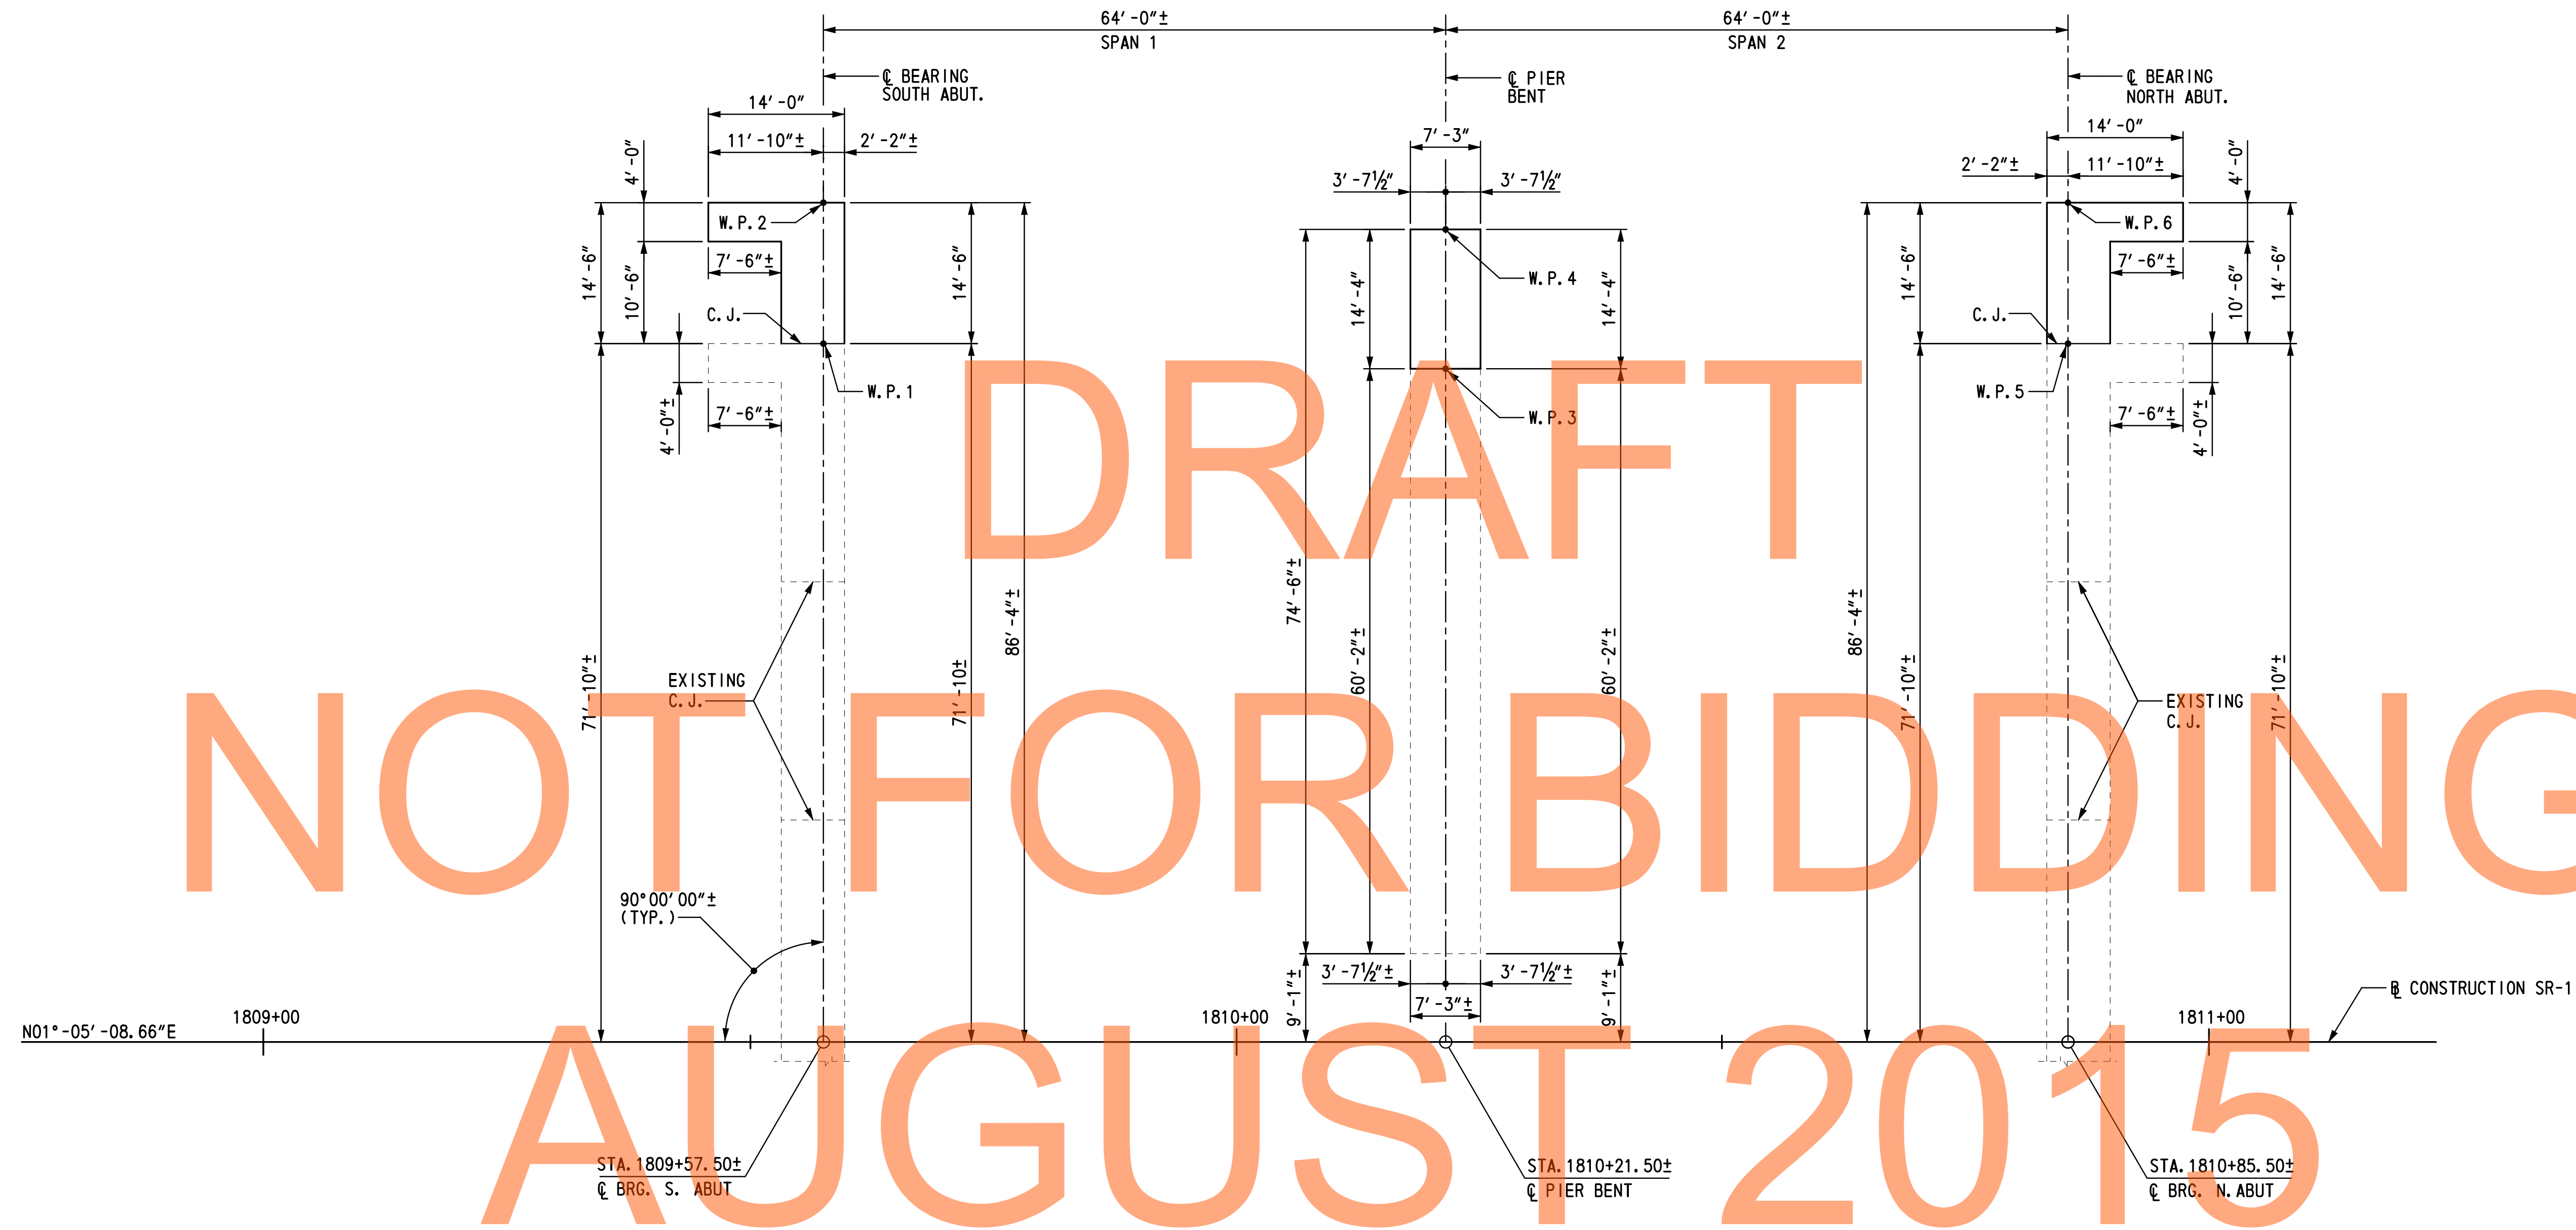 64'-0"±
SPAN 1
64'-0"±
SPAN 2
℄ BEARING
SOUTH ABUT.
℄ PIER
BENT
℄ BEARING
NORTH ABUT.
14'-0"
11'-10"±
2'-2"±
4'-0"
14'-6"
10'-6"
W.P.2
7'-6"±
C.J.
14'-6"
W.P.1
7'-6"±
4'-0"±
7'-3"
3'-7½"
3'-7½"
14'-4"
14'-4"
W.P.4
W.P.3
14'-0"
2'-2"±
11'-10"±
4'-0"
W.P.6
7'-6"±
14'-6"
10'-6"
14'-6"
C.J.
W.P.5
7'-6"±
4'-0"±
DRAFT
71'-10"±
EXISTING
C.J.
71'-10±
86'-4"±
74'-6"±
60'-2"±
60'-2"±
86'-4"±
71'-10"±
EXISTING
C.J.
71'-10"±
NOT FOR BIDDING
90°00'00"±
(TYP.)
9'-1"±
3'-7½"±
3'-7½"±
7'-3"±
9'-1"±
N01°-05'-08.66"E
1809+00
1810+00
1811+00
℄ CONSTRUCTION SR-1
AUGUST 2015
STA.1809+57.50±
℄ BRG. S. ABUT
STA.1810+21.50±
℄ PIER BENT
STA.1810+85.50±
℄ BRG. N.ABUT